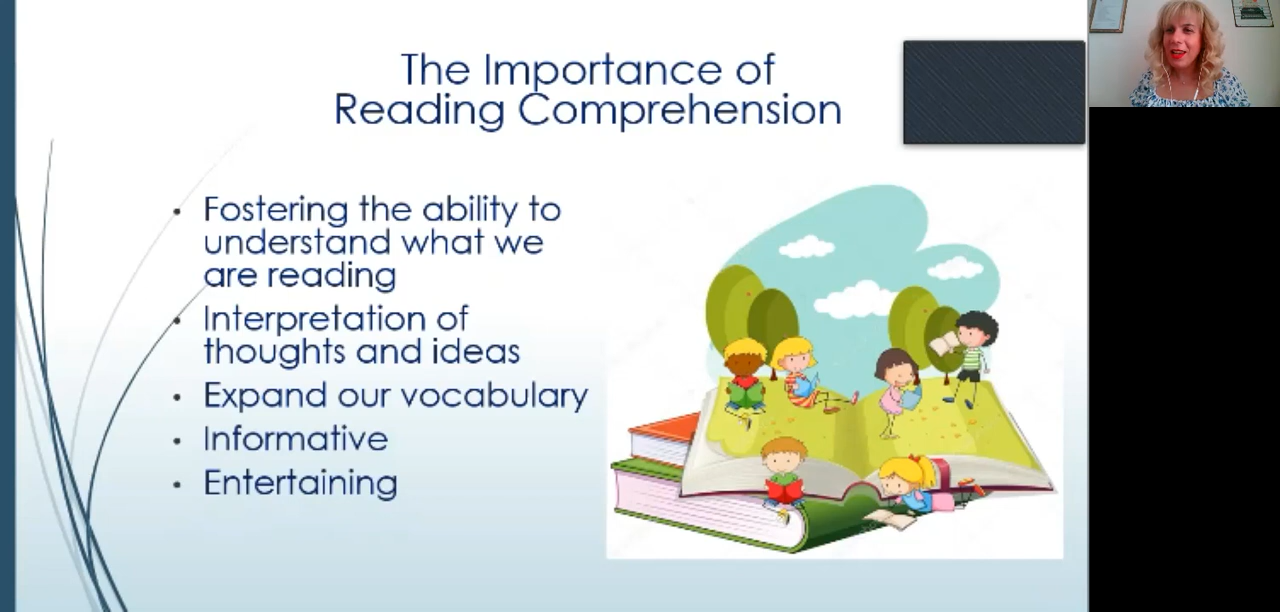 The Importance of
Reading Comprehension
• Fostering the ability to
understand what we
are reading
• Interpretation of
thoughts and ideas
• Expand our vocabulary
• Informative
• Entertaining